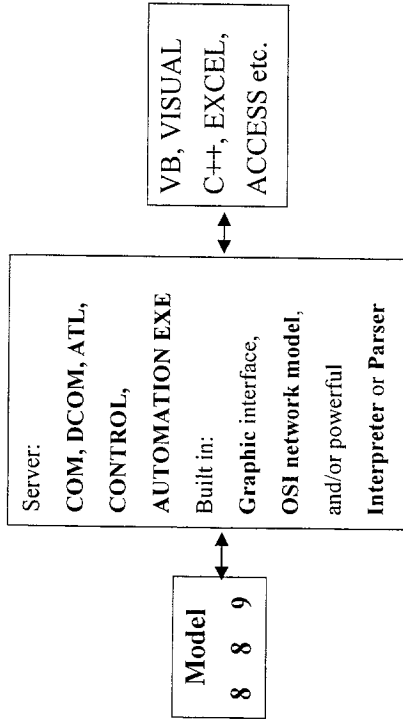 Model
8 8 9
Server:
COM, DCOM, ATL,
CONTROL,
AUTOMATION EXE
Built in:
Graphic interface,
OSI network model,
and/or powerful
Interpreter or Parser
VB, VISUAL
C++, EXCEL,
ACCESS etc.